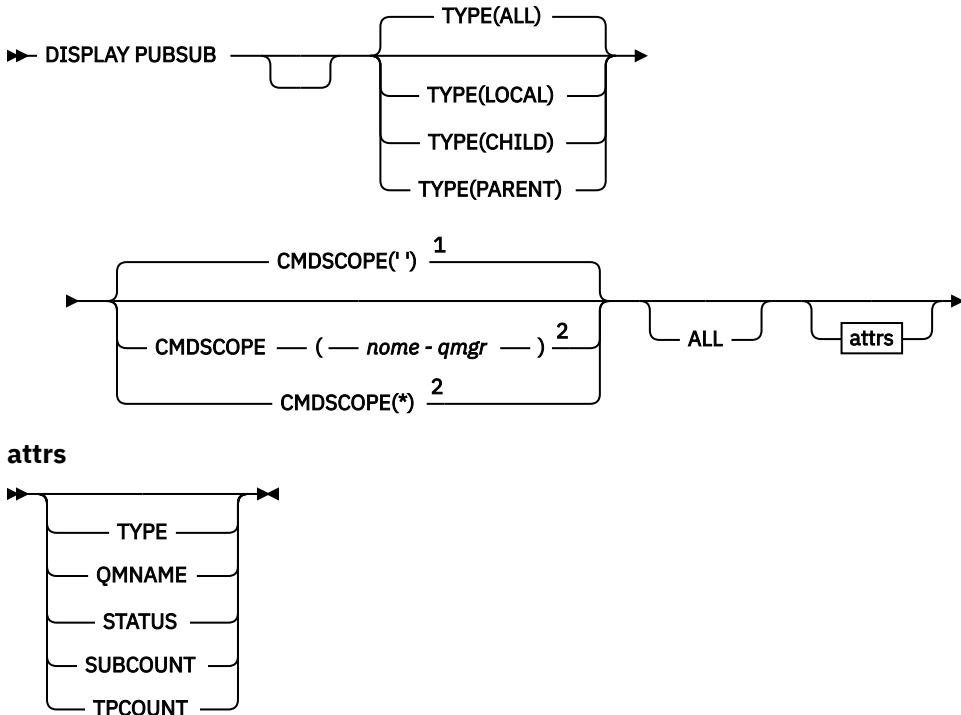 TYPE(ALL)
DISPLAY PUBSUB
TYPE(LOCAL)
TYPE(CHILD)
TYPE(PARENT)
CMDSCOPE(' ') 1
CMDSCOPE ( nome - qmgr ) 2
ALL
attrs
CMDSCOPE(*) 2
attrs
TYPE
QMNAME
STATUS
SUBCOUNT
TPCOUNT